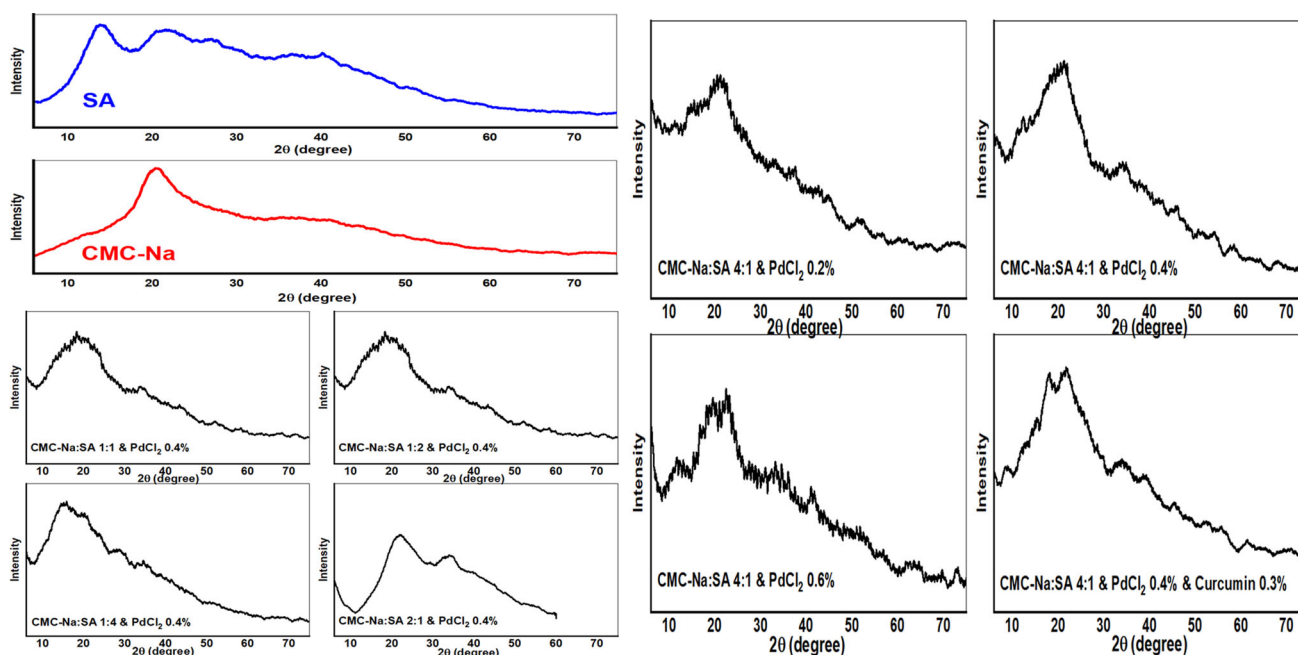 Intensity
SA
10 20 30 40 50 60 70
2θ (degree)
Intensity
CMC-Na
10 20 30 40 50 60 70
2θ (degree)
Intensity
CMC-Na:SA 1:1 & PdCl₂ 0.4%
10 20 30 40 50 60 70
2θ (degree)
Intensity
CMC-Na:SA 1:2 & PdCl₂ 0.4%
10 20 30 40 50 60 70
2θ (degree)
Intensity
CMC-Na:SA 1:4 & PdCl₂ 0.4%
10 20 30 40 50 60 70
2θ (degree)
Intensity
CMC-Na:SA 2:1 & PdCl₂ 0.4%
10 20 30 40 50 60 70
2θ (degree)
Intensity
CMC-Na:SA 4:1 & PdCl₂ 0.2%
10 20 30 40 50 60 70
2θ (degree)
Intensity
CMC-Na:SA 4:1 & PdCl₂ 0.4%
10 20 30 40 50 60 70
2θ (degree)
Intensity
CMC-Na:SA 4:1 & PdCl₂ 0.6%
10 20 30 40 50 60 70
2θ (degree)
Intensity
CMC-Na:SA 4:1 & PdCl₂ 0.4% & Curcumin 0.3%
10 20 30 40 50 60 70
2θ (degree)